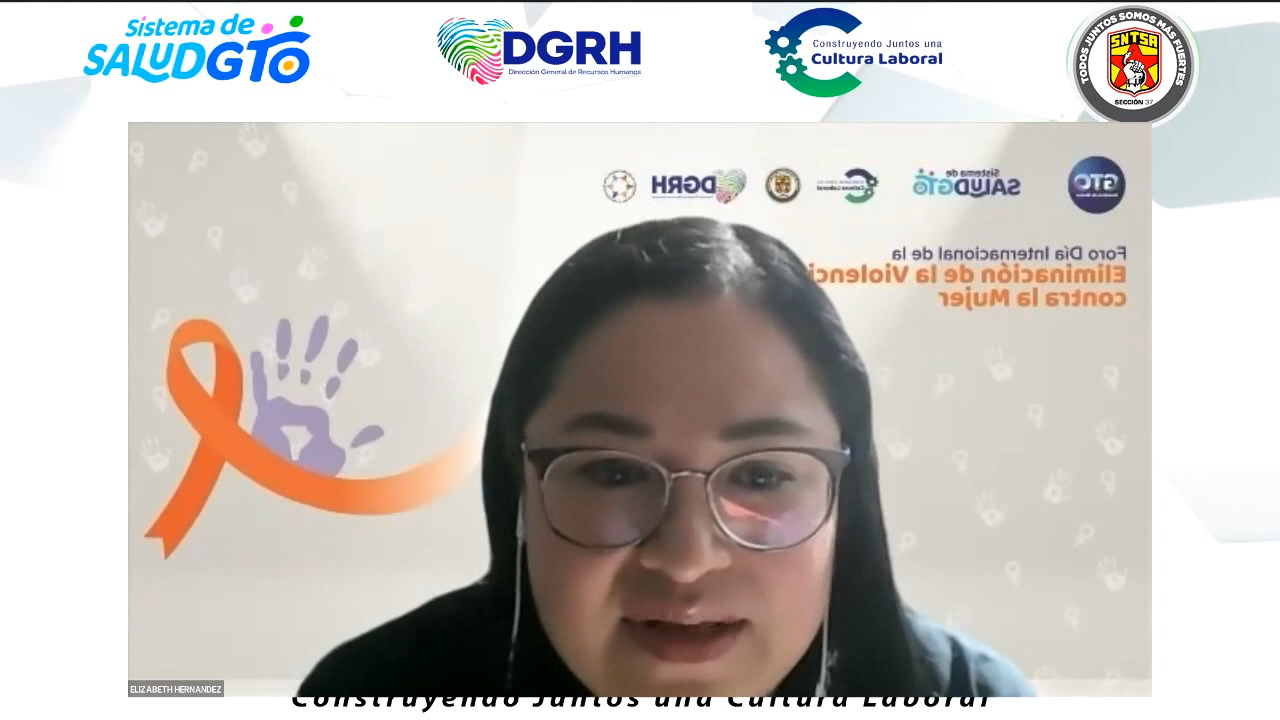 Sistema de
SALUDGTO
DGRH
Dirección General de Recursos Humanos
Construyendo Juntos una
Cultura Laboral
TODOS JUNTOS SOMOS MÁS FUERTES
SNTSA
SECCIÓN 37
DGRH
Sistema de
SALUDGTO
GTO
Foro Día Internacional de la
Eliminación de la Violenci
contra la Mujer
ELIZABETH HERNANDEZ
Construyendo Juntos una Cultura Laboral